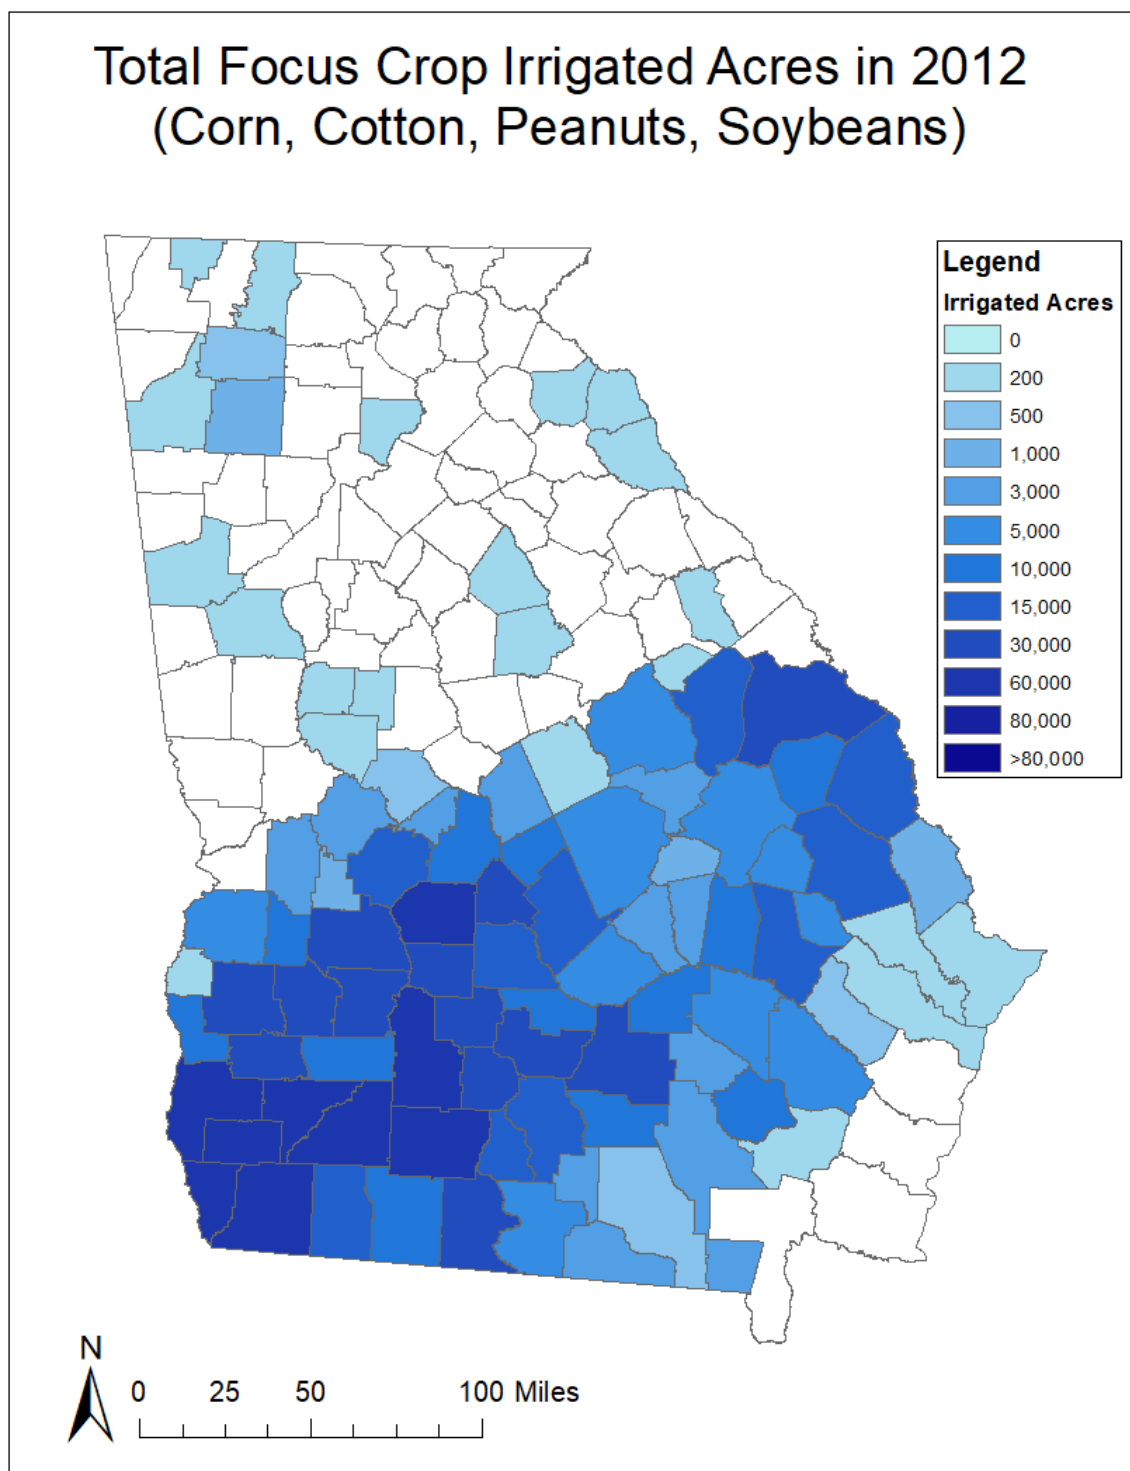 Total Focus Crop Irrigated Acres in 2012
(Corn, Cotton, Peanuts, Soybeans)
Legend
Irrigated Acres
0
200
500
1,000
3,000
5,000
10,000
15,000
30,000
60,000
80,000
>80,000
N
0 25 50 100 Miles